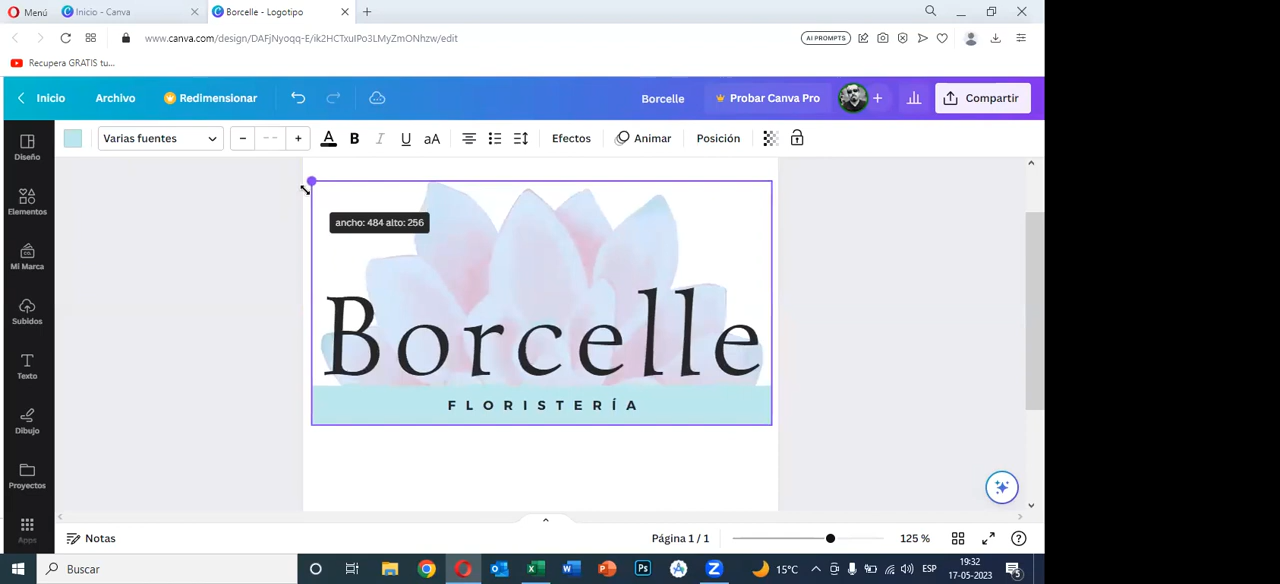 Menú
Inicio - Canva
Borcelle - Logotipo
www.canva.com/design/DAFjNyoqq-E/ik2HCTxuIPo3LMyZmONhzw/edit
AI PROMPTS
Recupera GRATIS tu...
Inicio
Archivo
Redimensionar
Borcelle
Probar Canva Pro
Compartir
Varias fuentes
- -
B
I
U
aA
Efectos
Animar
Posición
Diseño
Elementos
Mi Marca
Subidos
Texto
Dibujo
Proyectos
Apps
ancho: 484 alto: 256
Borcelle
FLORISTERÍA
Notas
Página 1 / 1
125 %
Buscar
15°C
ESP
19:32
17-05-2023